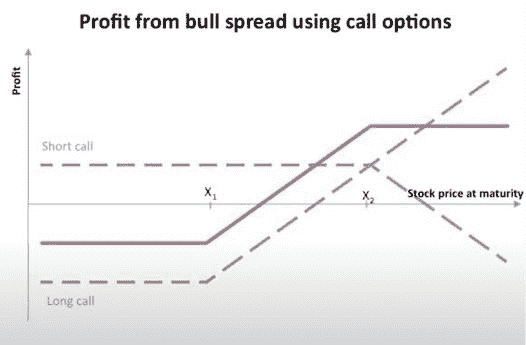 Profit from bull spread using call options
Profit
Short call
X₁
X₂
Stock price at maturity
Long call